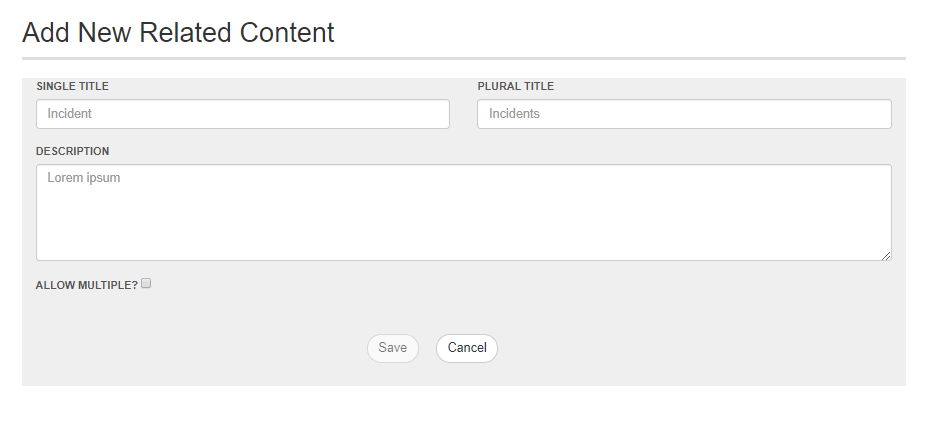 Add New Related Content
SINGLE TITLE PLURAL TITLE
Incident Incidents
DESCRIPTION
Lorem ipsum
ALLOW MULTIPLE?
Save Cancel